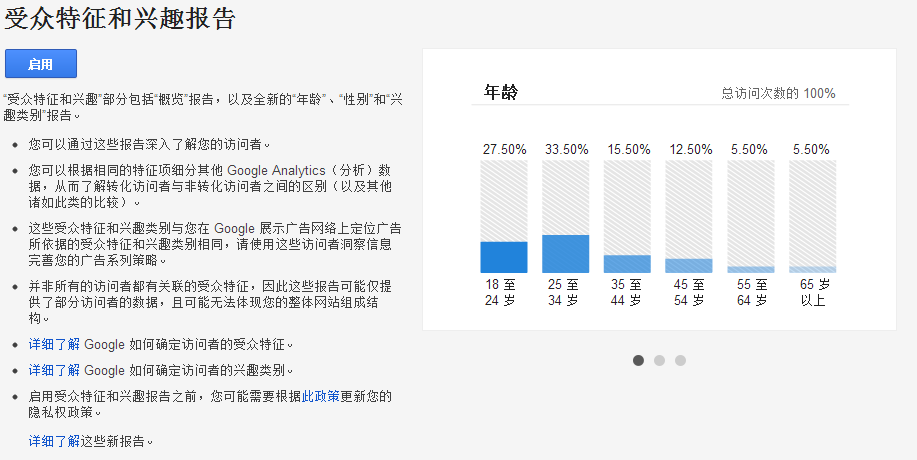 受众特征和兴趣报告
启用
“受众特征和兴趣”部分包括“概览”报告，以及全新的“年龄”、“性别”和“兴
趣类别”报告。
您可以通过这些报告深入了解您的访问者。
您可以根据相同的特征项细分其他 Google Analytics（分析）数
据，从而了解转化访问者与非转化访问者之间的区别（以及其他
诸如此类的比较）。
这些受众特征和兴趣类别与您在 Google 展示广告网络上定位广告
所依据的受众特征和兴趣类别相同，请使用这些访问者洞察信息
完善您的广告系列策略。
并非所有的访问者都有关联的受众特征，因此这些报告可能仅提
供了部分访问者的数据，且可能无法体现您的整体网站组成结
构。
详细了解 Google 如何确定访问者的受众特征。
详细了解 Google 如何确定访问者的兴趣类别。
启用受众特征和兴趣报告之前，您可能需要根据此政策更新您的
隐私权政策。
详细了解这些新报告。
年龄
总访问次数的 100%
27.50% 33.50% 15.50% 12.50% 5.50% 5.50%
18 至 25 至 35 至 45 至 55 至 65 岁
24 岁 34 岁 44 岁 54 岁 64 岁 以上